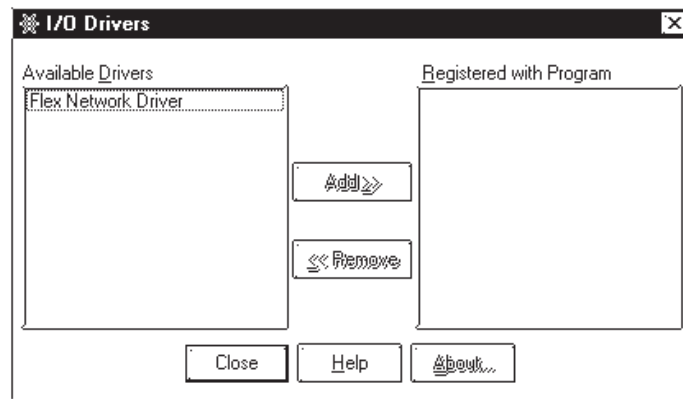 I/O Drivers
Available Drivers
Registered with Program
Flex Network Driver
Add>>
<< Remove
Close
Help
About...